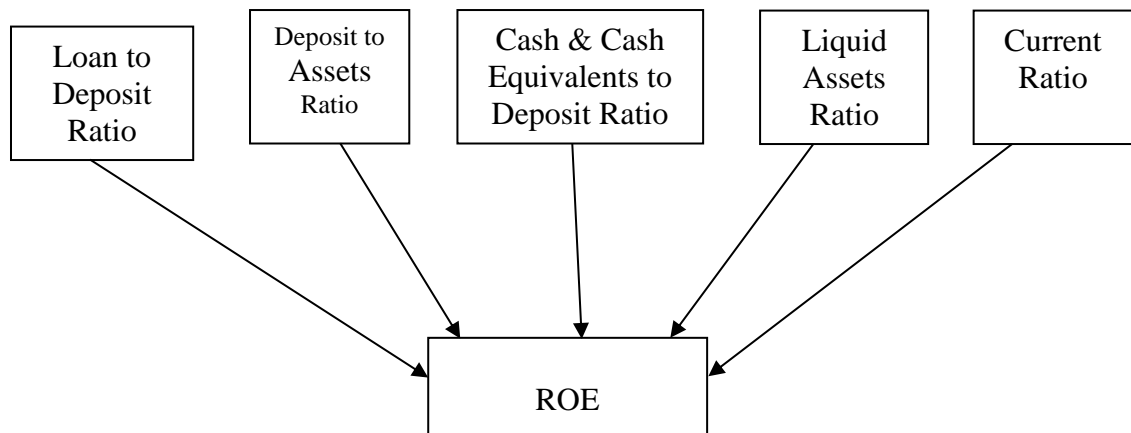 Loan to
Deposit
Ratio
Deposit to
Assets
Ratio
Cash & Cash
Equivalents to
Deposit Ratio
Liquid
Assets
Ratio
Current
Ratio
ROE